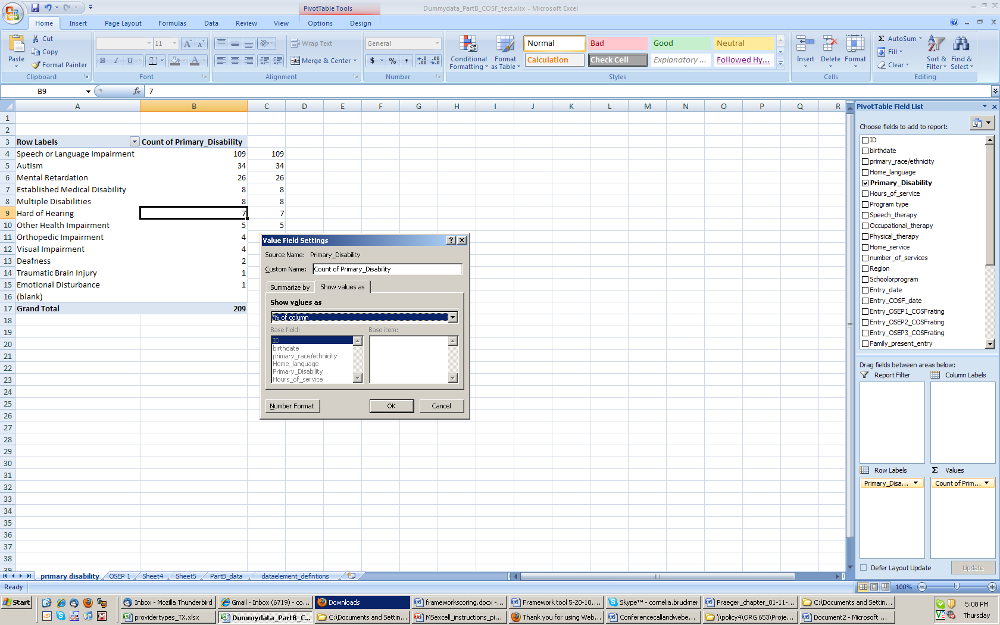 PivotTable Tools
Dummydata_PartB_COSF_test.xlsx - Microsoft Excel
Home Insert Page Layout Formulas Data Review View Options Design
Paste
Cut
Copy
Format Painter
Clipboard
11
B I U
Font
Wrap Text
Merge & Center
Alignment
General
$ % ,
Number
Conditional Formatting
Format as Table
Normal Bad Good Neutral
Calculation Check Cell Explanatory ... Followed Hy...
Styles
Insert Delete Format
Cells
Σ AutoSum
Fill
Clear
Sort & Filter
Find & Select
Editing
B9 fx 7
A B C D E F G H I J K L M N O P Q R
1
2
3 Row Labels Count of Primary_Disability
4 Speech or Language Impairment 109 109
5 Autism 34 34
6 Mental Retardation 26 26
7 Established Medical Disability 8 8
8 Multiple Disabilities 8 8
9 Hard of Hearing 7 7
10 Other Health Impairment 5 5
11 Orthopedic Impairment 4
12 Visual Impairment 4
13 Deafness 2
14 Traumatic Brain Injury 1
15 Emotional Disturbance 1
16 (blank)
17 Grand Total 209
18
19
20
21
22
23
24
25
26
27
28
29
30
31
32
33
34
35
36
37
38
39
Value Field Settings
Source Name: Primary_Disability
Custom Name: Count of Primary_Disability
Summarize by Show values as
Show values as
% of column
Base field: Base item:
ID
birthdate
primary_race/ethnicity
Home_language
Primary_Disability
Hours_of_service
Number Format OK Cancel
PivotTable Field List
Choose fields to add to report:
ID
birthdate
primary_race/ethnicity
Home_language
Primary_Disability
Hours_of_service
Program type
Speech_therapy
Occupational_therapy
Physical_therapy
Home_service
number_of_services
Region
Schoolorprogram
Entry_date
Entry_COSF_date
Entry_OSEP1_COSFrating
Entry_OSEP2_COSFrating
Entry_OSEP3_COSFrating
Family_present_entry
Drag fields between areas below:
Report Filter Column Labels
Row Labels Σ Values
Primary_Disa... Count of Prim...
Defer Layout Update Update
primary disability OSEP 1 Sheet4 Sheet5 PartB_data dataelement_defintions
Ready 100%
Start
Inbox - Mozilla Thunderbird
Gmail - Inbox (6719) - co...
Downloads
frameworkscoring.docx -...
Framework tool 5-20-10....
Skype™ - cornelia.bruckner
Praeger_chapter_01-11-...
C:\Documents and Settin...
5:08 PM
providertypes_TX.xlsx
Dummydata_PartB_C...
C:\Documents and Settin...
MSexcell_instructions_pi...
Thank you for using Web...
Conferencecallandwebe...
\\policy4\ORG 653\Proje...
Document2 - Microsoft ...
Thursday